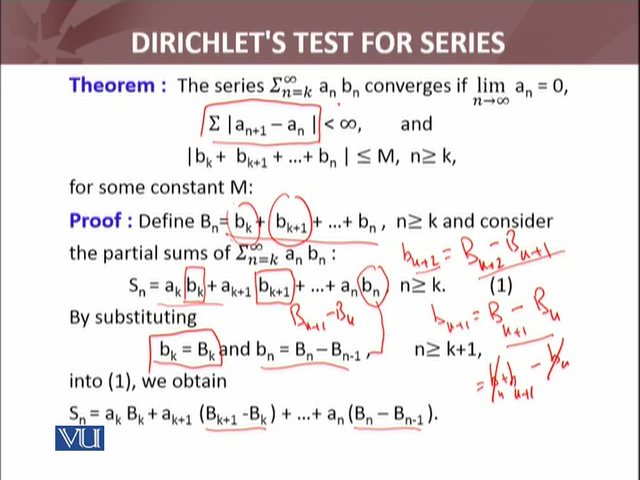 DIRICHLET'S TEST FOR SERIES
Theorem : The series Σ∞n=k an bn converges if lim n→∞ an = 0,
Σ |an+1 – an | < ∞, and
|bk + bk+1 + ...+ bn | ≤ M, n≥ k,
for some constant M:
Proof : Define Bn= bk + bk+1 + ...+ bn , n≥ k and consider
the partial sums of Σ∞n=k an bn :
bk+2 = Bk+2 – Bk+1
Sn = ak bk + ak+1 bk+1 + ...+ an bn n≥ k. (1)
Bk+1 – Bk
bk+1 = Bk+1 – Bk
By substituting
bk = Bk and bn = Bn – Bn-1 , n≥ k+1,
into (1), we obtain
Sn = ak Bk + ak+1 (Bk+1 -Bk ) + ...+ an (Bn – Bn-1 ).
VU